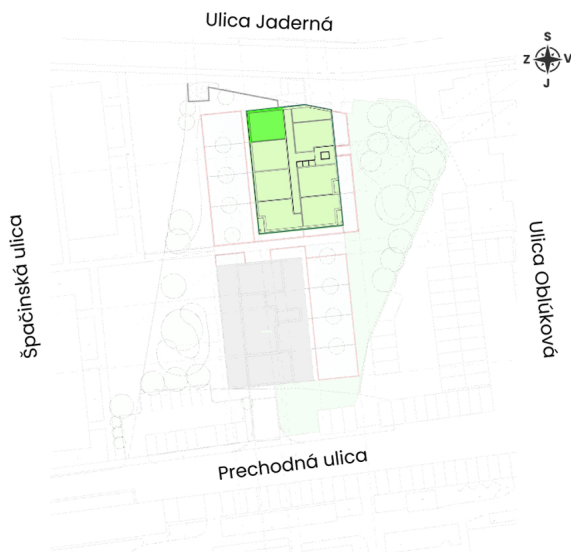 Ulica Jaderná
S
Z
V
J
Špačinská ulica
Ulica Oblúková
Prechodná ulica